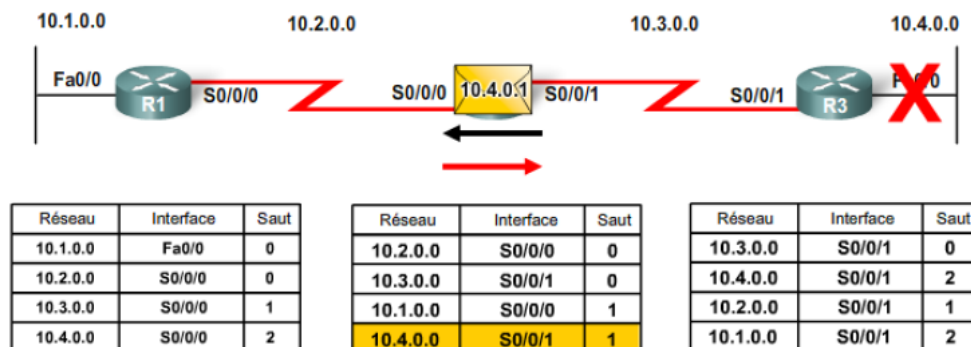 10.1.0.0 10.2.0.0 10.3.0.0 10.4.0.0
Fa0/0 R1 S0/0/0 S0/0/0 10.4.0.1 S0/0/1 S0/0/1 R3
Réseau Interface Saut
10.1.0.0 Fa0/0 0
10.2.0.0 S0/0/0 0
10.3.0.0 S0/0/0 1
10.4.0.0 S0/0/0 2
Réseau Interface Saut
10.2.0.0 S0/0/0 0
10.3.0.0 S0/0/1 0
10.1.0.0 S0/0/0 1
10.4.0.0 S0/0/1 1
Réseau Interface Saut
10.3.0.0 S0/0/1 0
10.4.0.0 S0/0/1 2
10.2.0.0 S0/0/1 1
10.1.0.0 S0/0/1 2